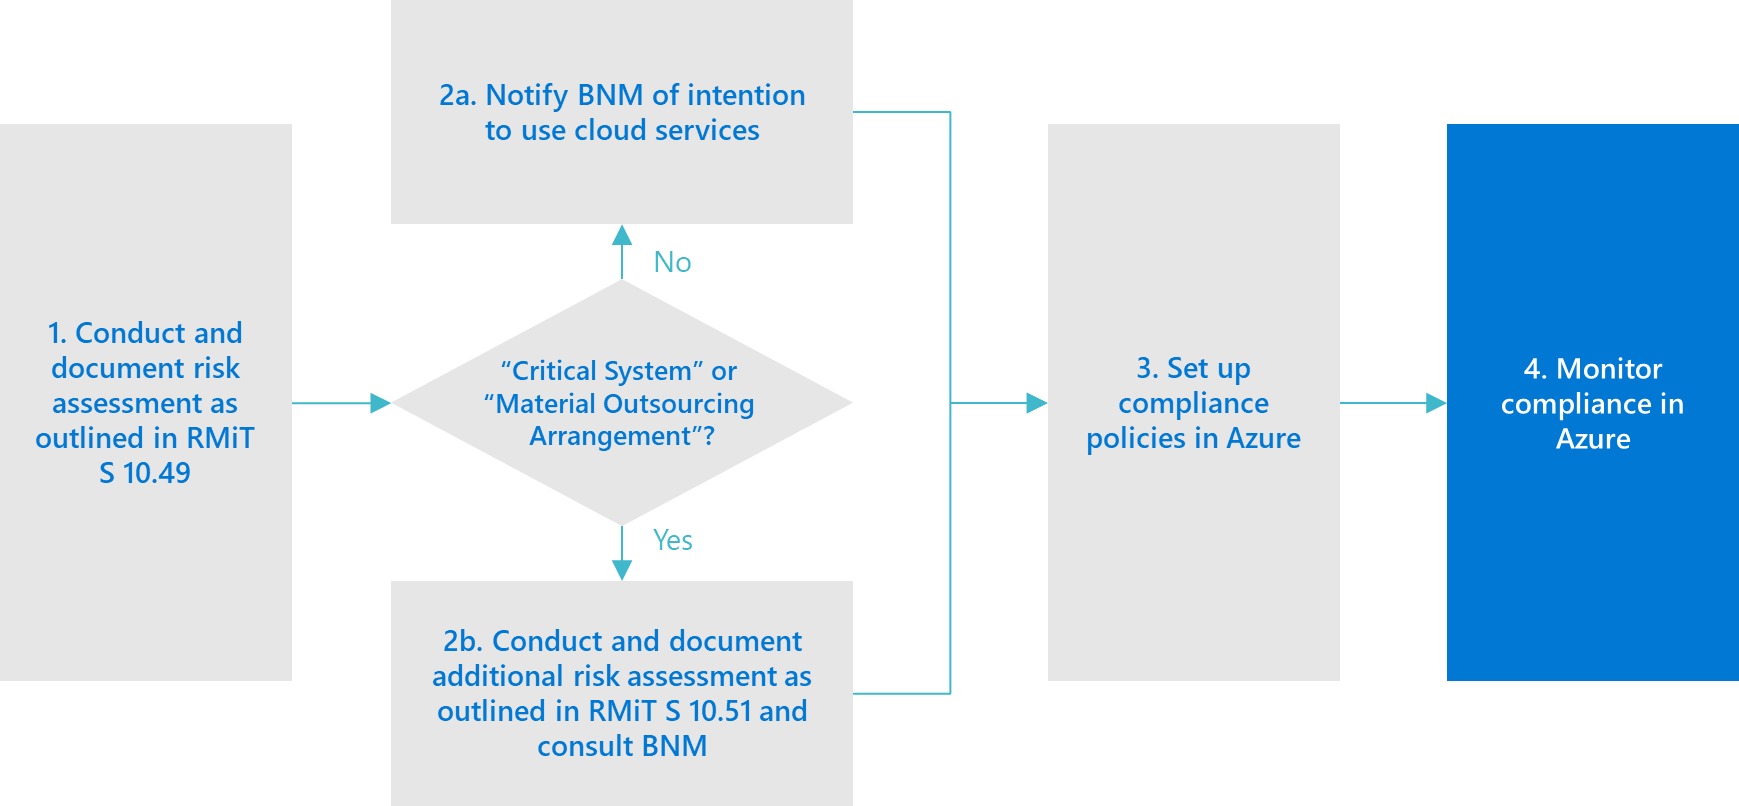 1. Conduct and
document risk
assessment as
outlined in RMiT
S 10.49
2a. Notify BNM of intention
to use cloud services
No
“Critical System” or
“Material Outsourcing
Arrangement”?
Yes
2b. Conduct and document
additional risk assessment as
outlined in RMiT S 10.51 and
consult BNM
3. Set up
compliance
policies in Azure
4. Monitor
compliance in
Azure